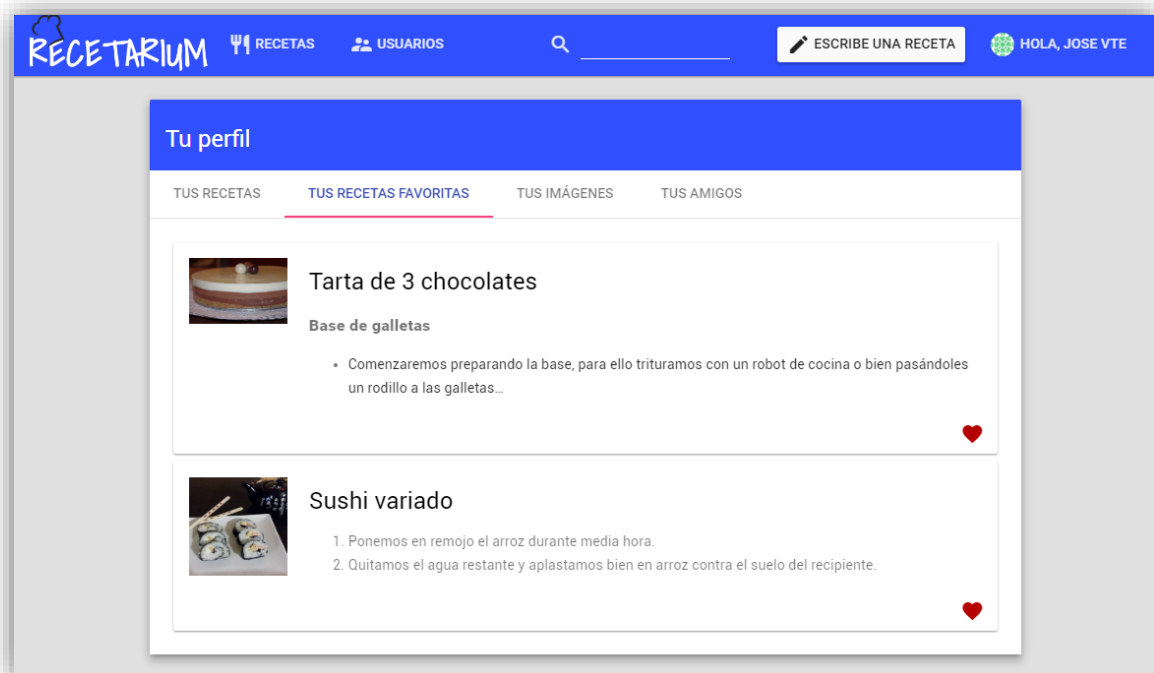 RECETARIUM
RECETAS
USUARIOS
ESCRIBE UNA RECETA
HOLA, JOSE VTE
Tu perfil
TUS RECETAS
TUS RECETAS FAVORITAS
TUS IMÁGENES
TUS AMIGOS
Tarta de 3 chocolates
Base de galletas
• Comenzaremos preparando la base, para ello trituramos con un robot de cocina o bien pasándoles
un rodillo a las galletas…
Sushi variado
1. Ponemos en remojo el arroz durante media hora.
2. Quitamos el agua restante y aplastamos bien en arroz contra el suelo del recipiente.